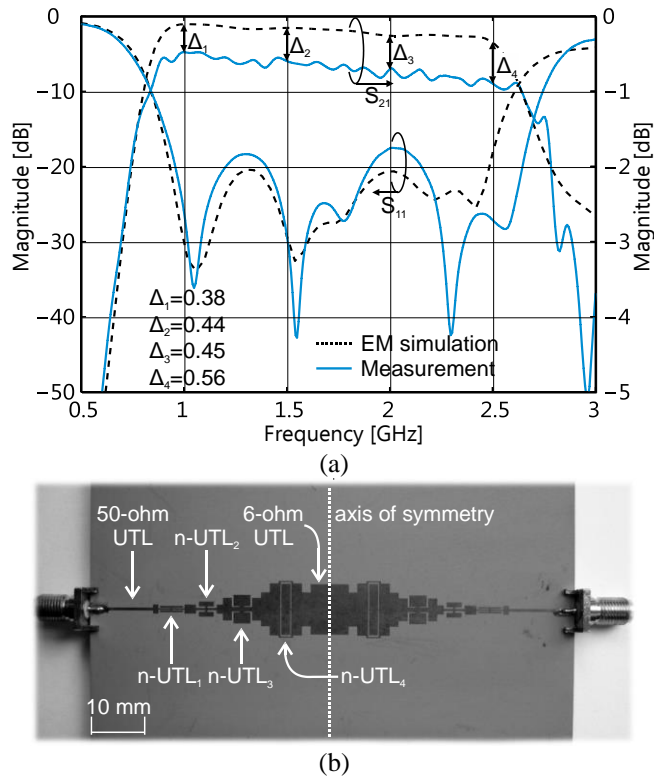 0
−10
−20
−30
−40
−50
Magnitude [dB]
0
−1
−2
−3
−4
−5
Magnitude [dB]
0.5
1
1.5
2
2.5
3
Frequency [GHz]
Δ₁
Δ₂
Δ₃
Δ₄
S₂₁
S₁₁
Δ₁=0.38
Δ₂=0.44
Δ₃=0.45
Δ₄=0.56
EM simulation
Measurement
(a)
50-ohm
UTL
n-UTL₂
6-ohm
UTL
axis of symmetry
n-UTL₁
n-UTL₃
n-UTL₄
10 mm
(b)